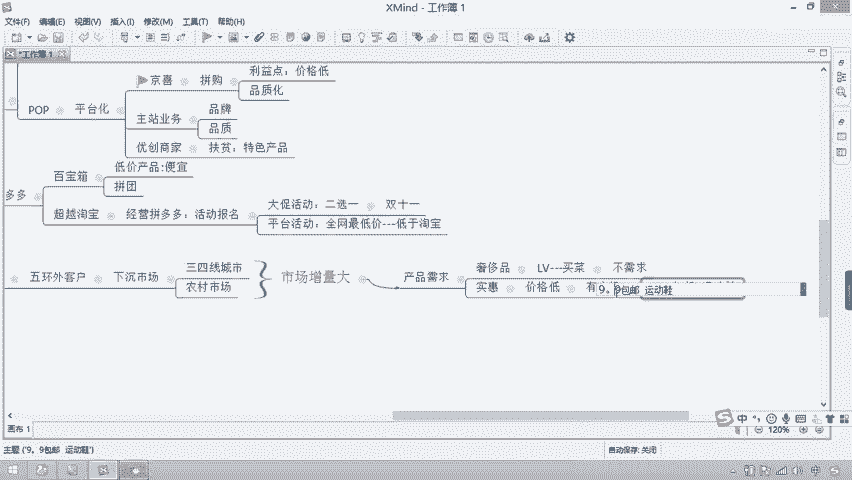 XMind - 工作簿 1
文件(F) 编辑(E) 视图(V) 插入(I) 修改(M) 工具(T) 帮助(H)
*工作簿 1
京喜 拼购 利益点：价格低
品质化
POP 平台化
主站业务 品牌
品质
优创商家 扶贫：特色产品
多多 百宝箱 低价产品:便宜
拼团
超越淘宝 经营拼多多：活动报名 大促活动：二选一 双十一
平台活动：全网最低价---低于淘宝
五环外客户 下沉市场 三四线城市
农村市场
市场增量大 产品需求 奢侈品 LV---买菜 不需求
实惠 价格低 有
9。9包邮 运动鞋
画布 1
中
120%
主题 ('9。9包邮 运动鞋')
自动保存: 关闭
中